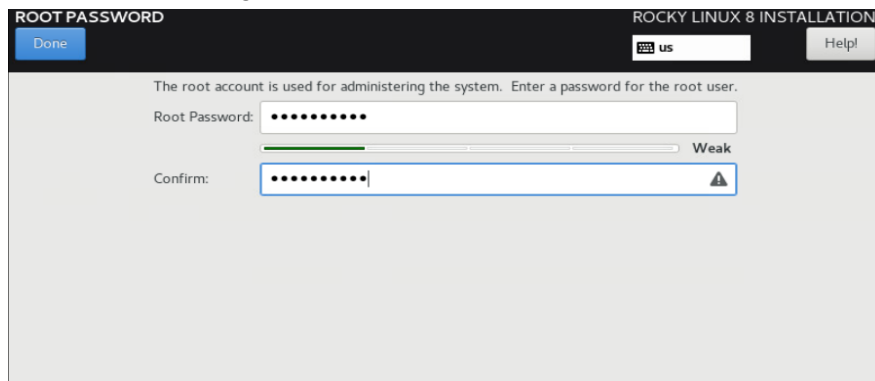 ROOT PASSWORD
ROCKY LINUX 8 INSTALLATION
Done
us
Help!
The root account is used for administering the system. Enter a password for the root user.
Root Password: ●●●●●●●●●●
Weak
Confirm: ●●●●●●●●●●